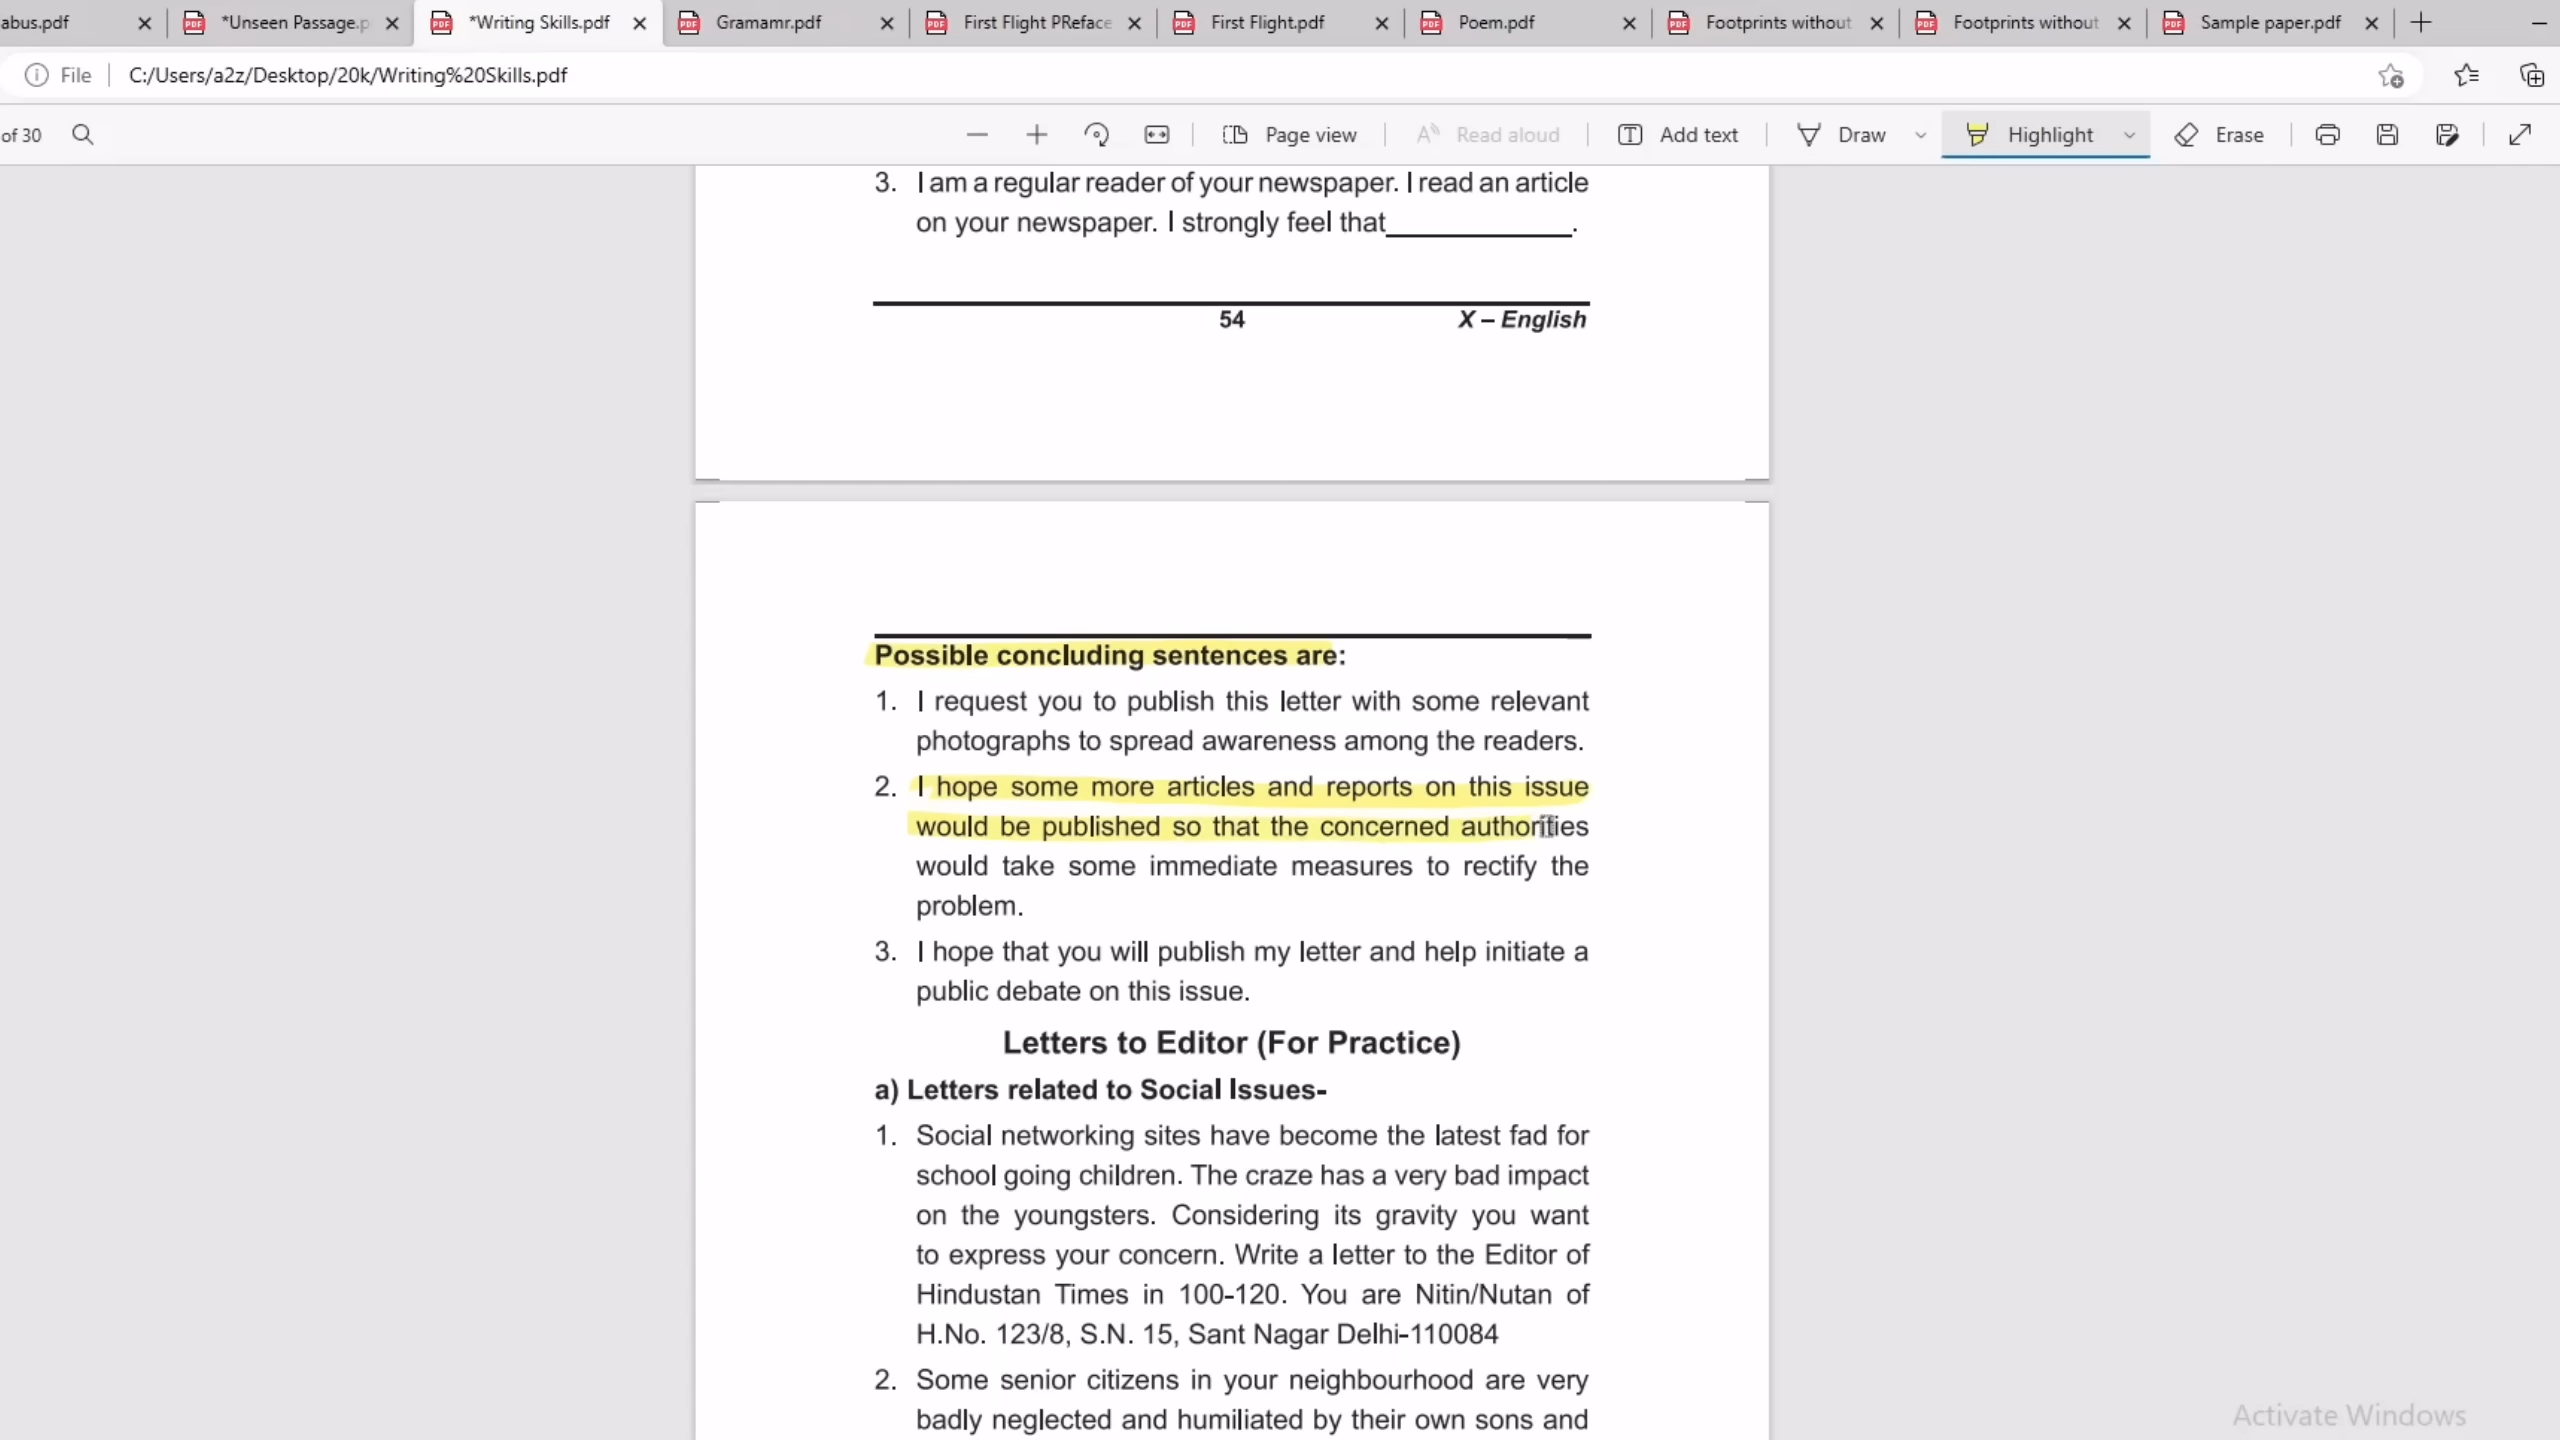 abus.pdf
*Unseen Passage.p
*Writing Skills.pdf
Gramamr.pdf
First Flight PReface
First Flight.pdf
Poem.pdf
Footprints without
Footprints without
Sample paper.pdf
File
C:/Users/a2z/Desktop/20k/Writing%20Skills.pdf
of 30
Page view
Read aloud
Add text
Draw
Highlight
Erase
3. I am a regular reader of your newspaper. I read an article
on your newspaper. I strongly feel that____________.
54 X – English
Possible concluding sentences are:
1. I request you to publish this letter with some relevant
photographs to spread awareness among the readers.
2. I hope some more articles and reports on this issue
would be published so that the concerned authorities
would take some immediate measures to rectify the
problem.
3. I hope that you will publish my letter and help initiate a
public debate on this issue.
Letters to Editor (For Practice)
a) Letters related to Social Issues-
1. Social networking sites have become the latest fad for
school going children. The craze has a very bad impact
on the youngsters. Considering its gravity you want
to express your concern. Write a letter to the Editor of
Hindustan Times in 100-120. You are Nitin/Nutan of
H.No. 123/8, S.N. 15, Sant Nagar Delhi-110084
2. Some senior citizens in your neighbourhood are very
badly neglected and humiliated by their own sons and
Activate Windows